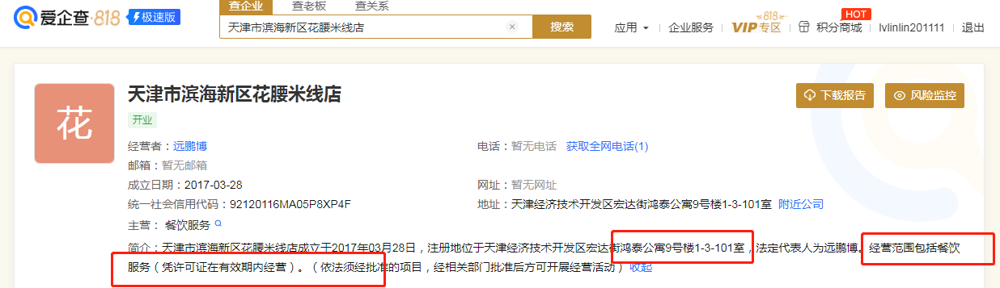 查企业 查老板 查关系
爱企查·818 极速版 天津市滨海新区花腰米线店 × 搜索 应用 企业服务 VIP专区 818 积分商城 HOT lvlinlin201111 退出
花
天津市滨海新区花腰米线店 下载报告 风险监控
开业
经营者：远鹏博 电话：暂无电话 获取全网电话(1)
邮箱：暂无邮箱
成立日期：2017-03-28 网址：暂无网址
统一社会信用代码：92120116MA05P8XP4F 地址：天津经济技术开发区宏达街鸿泰公寓9号楼1-3-101室 附近公司
主营： 餐饮服务
简介：天津市滨海新区花腰米线店成立于2017年03月28日，注册地位于天津经济技术开发区宏达街鸿泰公寓9号楼1-3-101室，法定代表人为远鹏博。经营范围包括餐饮
服务（凭许可证在有效期内经营）。（依法须经批准的项目，经相关部门批准后方可开展经营活动） 收起